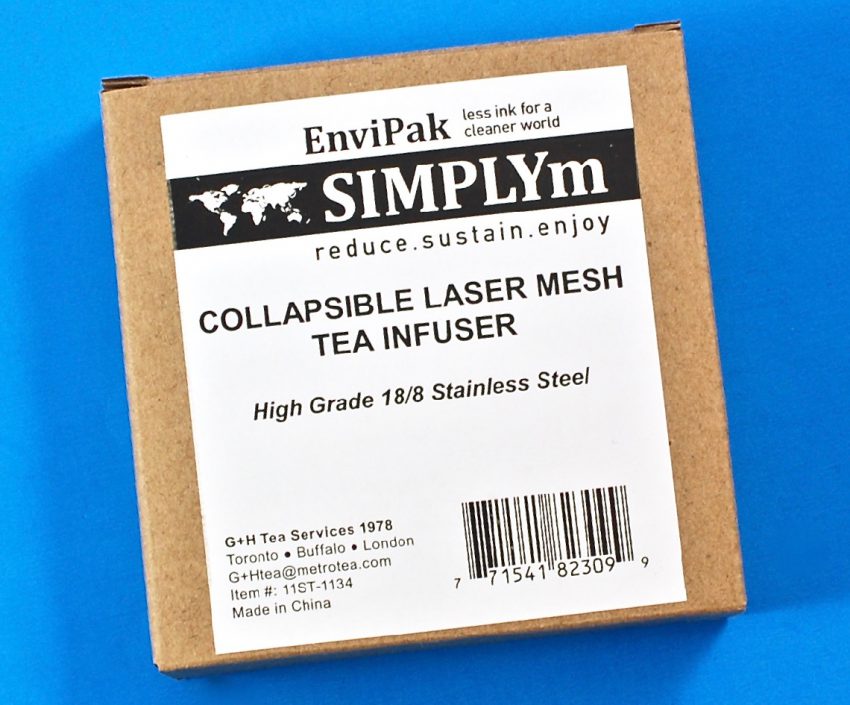 EnviPak
less ink for a
cleaner world
SIMPLYm
reduce.sustain.enjoy
COLLAPSIBLE LASER MESH
TEA INFUSER
High Grade 18/8 Stainless Steel
G+H Tea Services 1978
Toronto • Buffalo • London
G+Htea@metrotea.com
Item #: 11ST-1134
Made in China
7 71541 82309 9